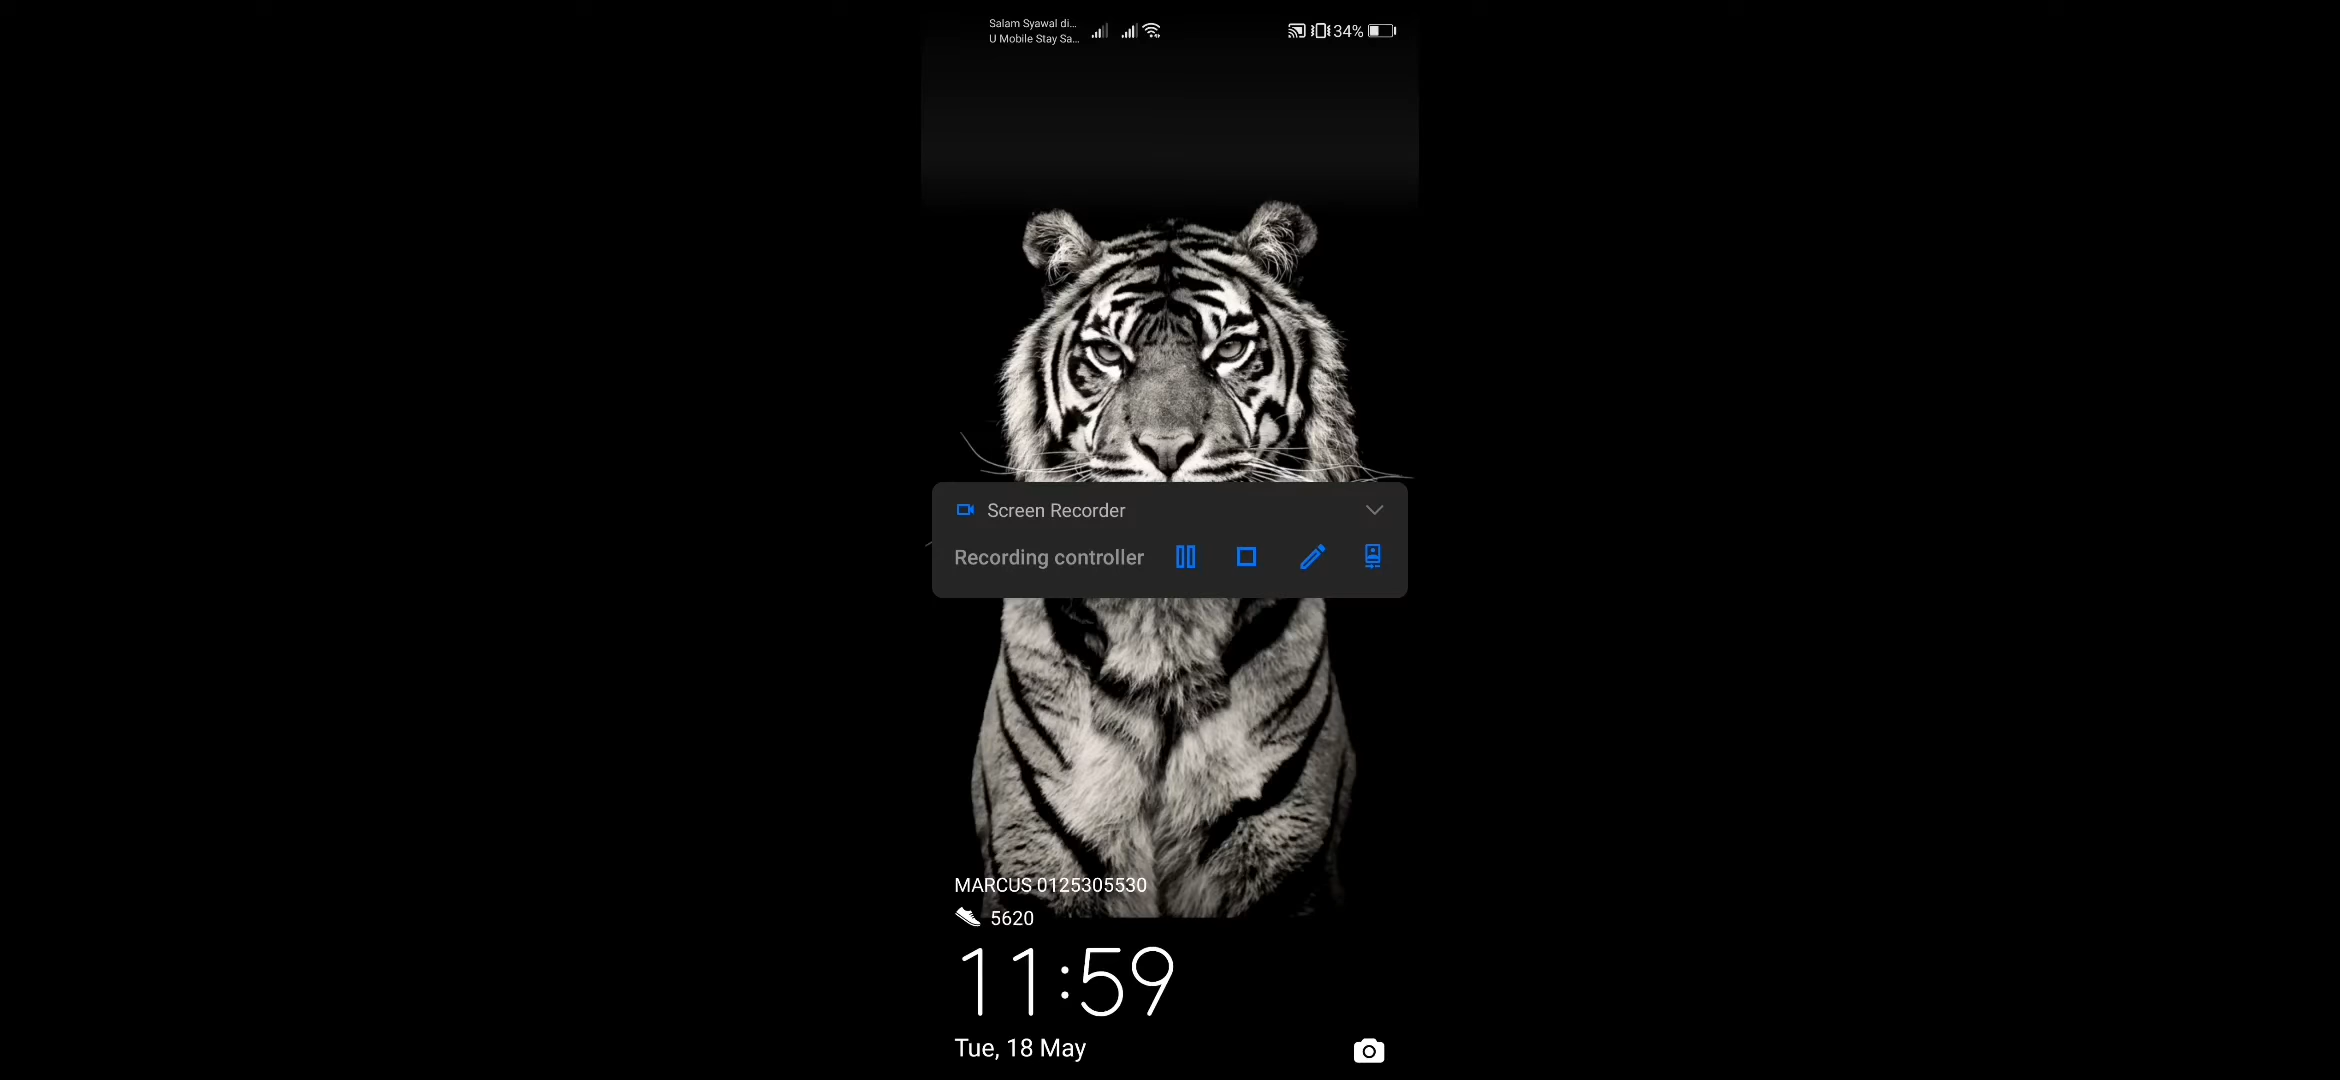 Salam Syawal di...
U Mobile Stay Sa...
34%
Screen Recorder
Recording controller
MARCUS 0125305530
5620
11:59
Tue, 18 May